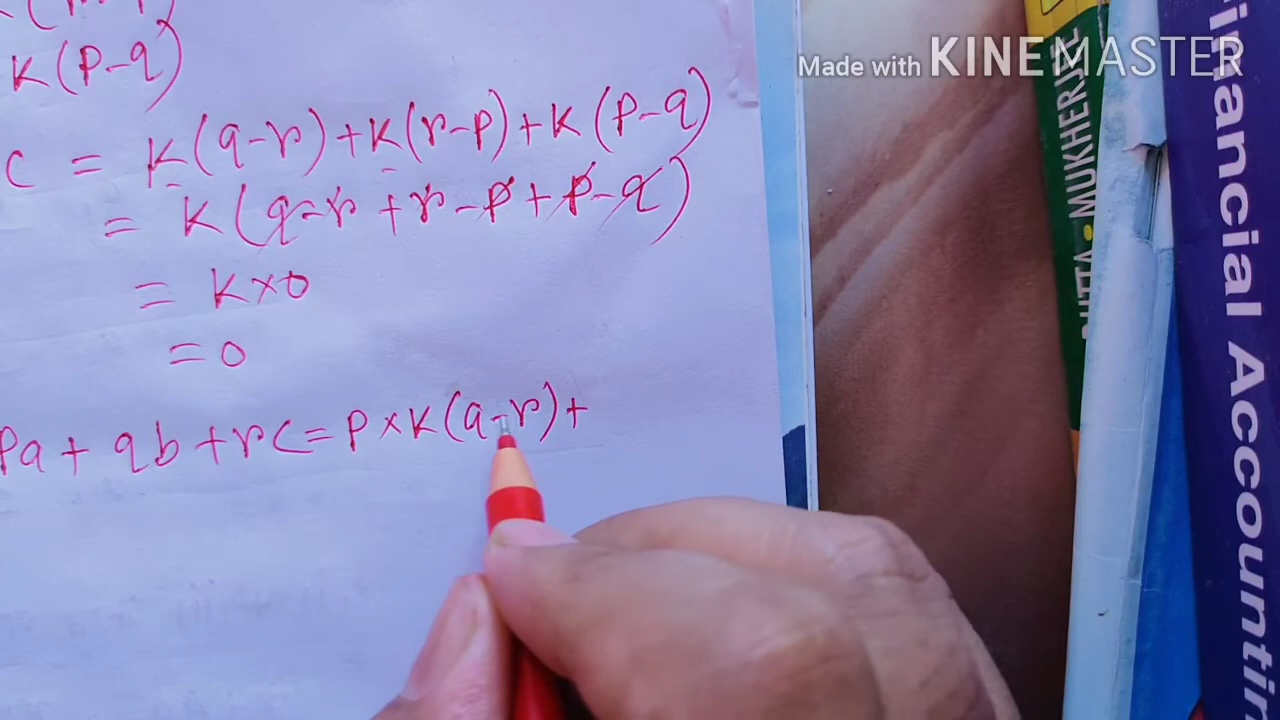 K(P-q)
c = K(q-r)+K(r-p)+K(p-q)
= K(q-r+r-p+p-q)
= K×0
= 0
Pa + qb + rc = P×K(q-r)+
Made with KINEMASTER
MUKHERJEE
Financial Accounting